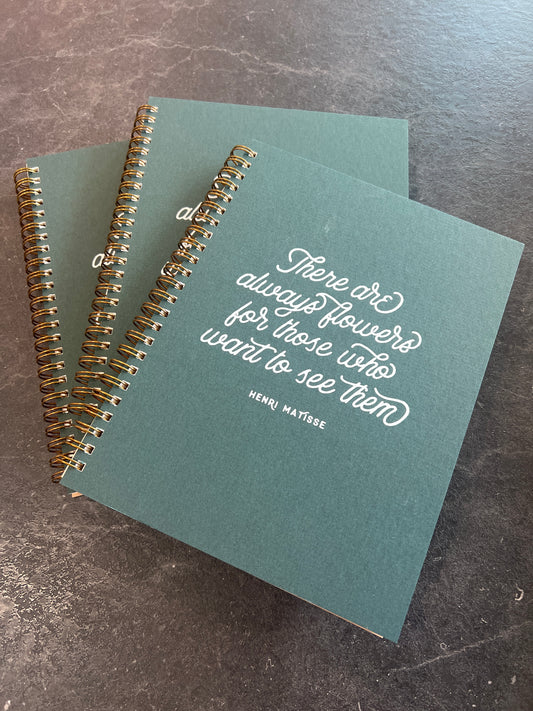 There are
always flowers
for those who
want to see them
HENRI MATISSE